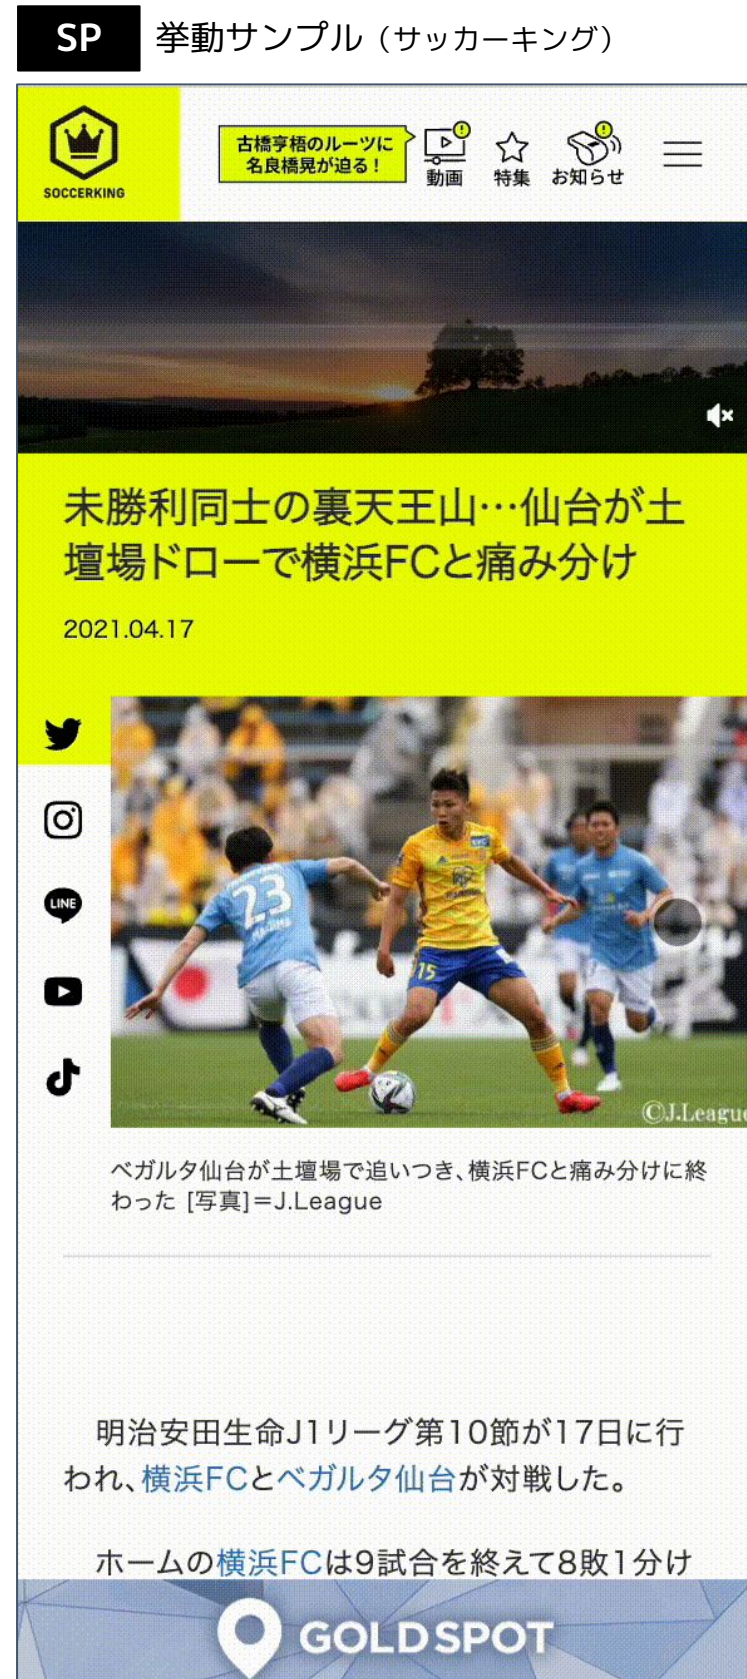 SP 挙動サンプル（サッカーキング）
SOCCERKING
古橋亨梧のルーツに
名良橋晃が迫る！
動画 特集 お知らせ
未勝利同士の裏天王山…仙台が土
壇場ドローで横浜FCと痛み分け
2021.04.17
LINE
23
15
©J.League
ベガルタ仙台が土壇場で追いつき、横浜FCと痛み分けに終
わった [写真]＝J.League
明治安田生命J1リーグ第10節が17日に行
われ、横浜FCとベガルタ仙台が対戦した。
ホームの横浜FCは9試合を終えて8敗1分け
GOLDSPOT